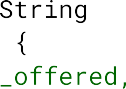 String
{
_offered,